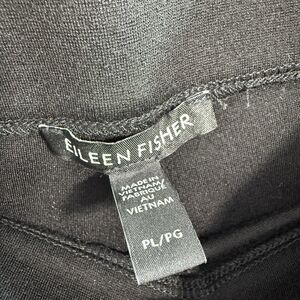 EILEEN FISHER
MADE IN
VIETNAM/
FABRIQUÉ
AU
VIETNAM
PL/PG